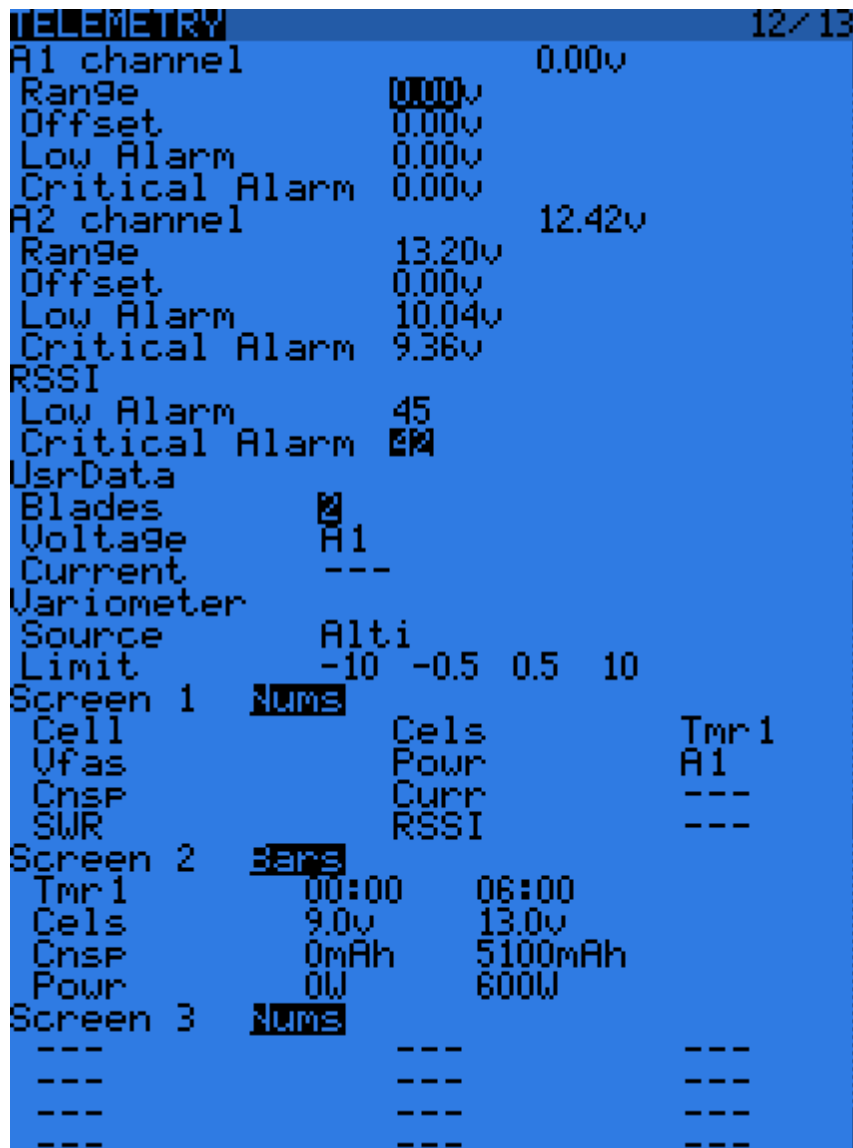 TELEMETRY 12/13
A1 channel 0.00v
Range 0.00v
Offset 0.00v
Low Alarm 0.00v
Critical Alarm 0.00v
A2 channel 12.42v
Range 13.20v
Offset 0.00v
Low Alarm 10.04v
Critical Alarm 9.36v
RSSI
Low Alarm 45
Critical Alarm 42
UsrData
Blades 2
Voltage A1
Current ---
Variometer
Source Alti
Limit -10 -0.5 0.5 10
Screen 1 Nums
Cell Cels Tmr1
Vfas Powr A1
Cnsp Curr ---
SWR RSSI ---
Screen 2 Bars
Tmr1 00:00 06:00
Cels 9.0v 13.0v
Cnsp 0mAh 5100mAh
Powr 0W 600W
Screen 3 Nums
--- --- ---
--- --- ---
--- --- ---
--- --- ---